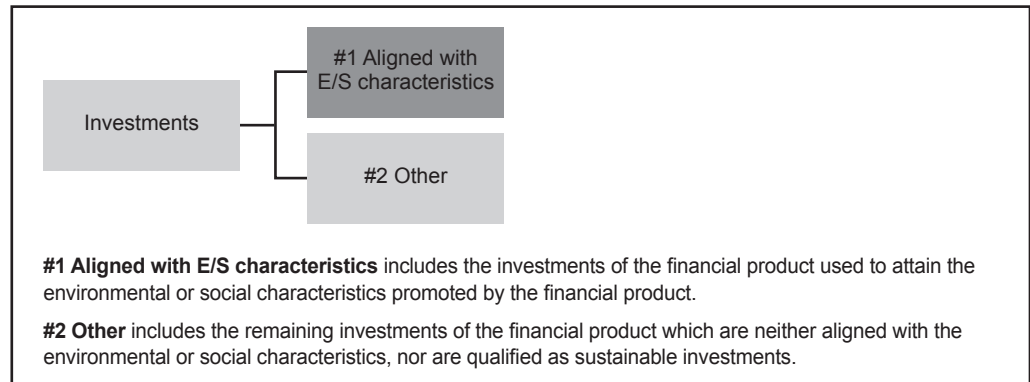 #1 Aligned with
E/S characteristics
Investments
#2 Other
#1 Aligned with E/S characteristics includes the investments of the financial product used to attain the
environmental or social characteristics promoted by the financial product.
#2 Other includes the remaining investments of the financial product which are neither aligned with the
environmental or social characteristics, nor are qualified as sustainable investments.